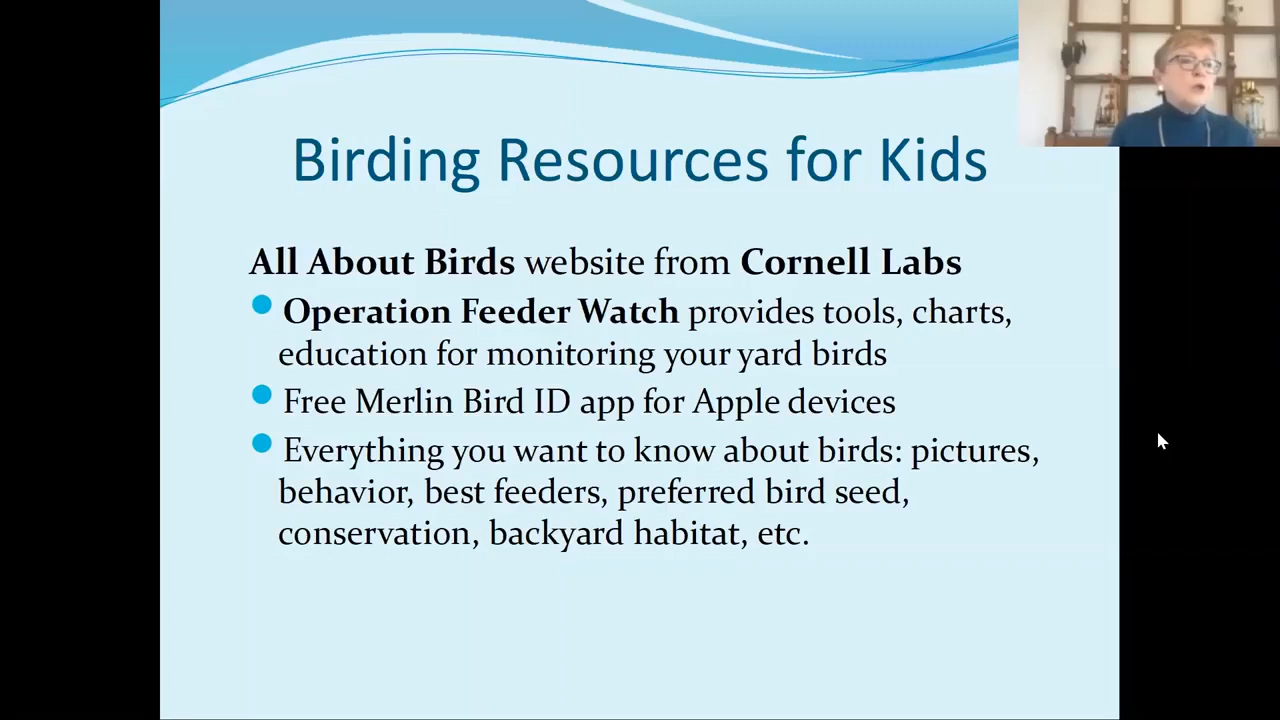 Birding Resources for Kids
All About Birds website from Cornell Labs
Operation Feeder Watch provides tools, charts,
education for monitoring your yard birds
Free Merlin Bird ID app for Apple devices
Everything you want to know about birds: pictures,
behavior, best feeders, preferred bird seed,
conservation, backyard habitat, etc.